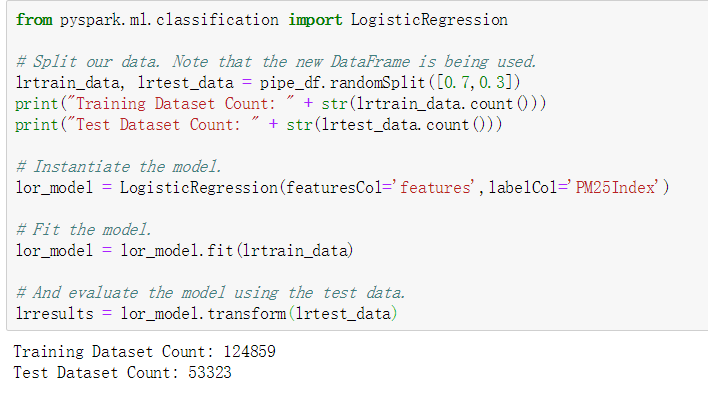 from pyspark.ml.classification import LogisticRegression
# Split our data. Note that the new DataFrame is being used.
lrtrain_data, lrtest_data = pipe_df.randomSplit([0.7,0.3])
print("Training Dataset Count: " + str(lrtrain_data.count()))
print("Test Dataset Count: " + str(lrtest_data.count()))
# Instantiate the model.
lor_model = LogisticRegression(featuresCol='features',labelCol='PM25Index')
# Fit the model.
lor_model = lor_model.fit(lrtrain_data)
# And evaluate the model using the test data.
lrresults = lor_model.transform(lrtest_data)
Training Dataset Count: 124859
Test Dataset Count: 53323